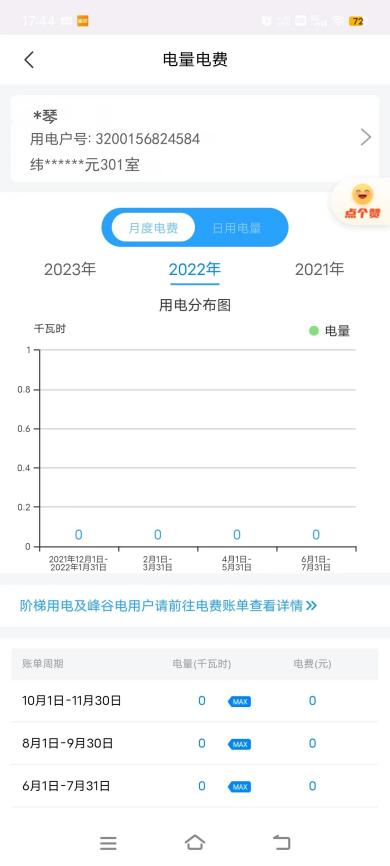 17:44
72
电量电费
*琴
用电户号: 3200156824584
纬******元301室
点个赞
月度电费 日用电量
2023年 2022年 2021年
用电分布图
千瓦时 电量
1
0.8
0.6
0.4
0.2
0
0 0 0 0
2021年12月1日- 2月1日- 4月1日- 6月1日-
2022年1月31日 3月31日 5月31日 7月31日
阶梯用电及峰谷电用户请前往电费账单查看详情
账单周期 电量(千瓦时) 电费(元)
10月1日-11月30日 0 MAX 0
8月1日-9月30日 0 MAX 0
6月1日-7月31日 0 MAX 0